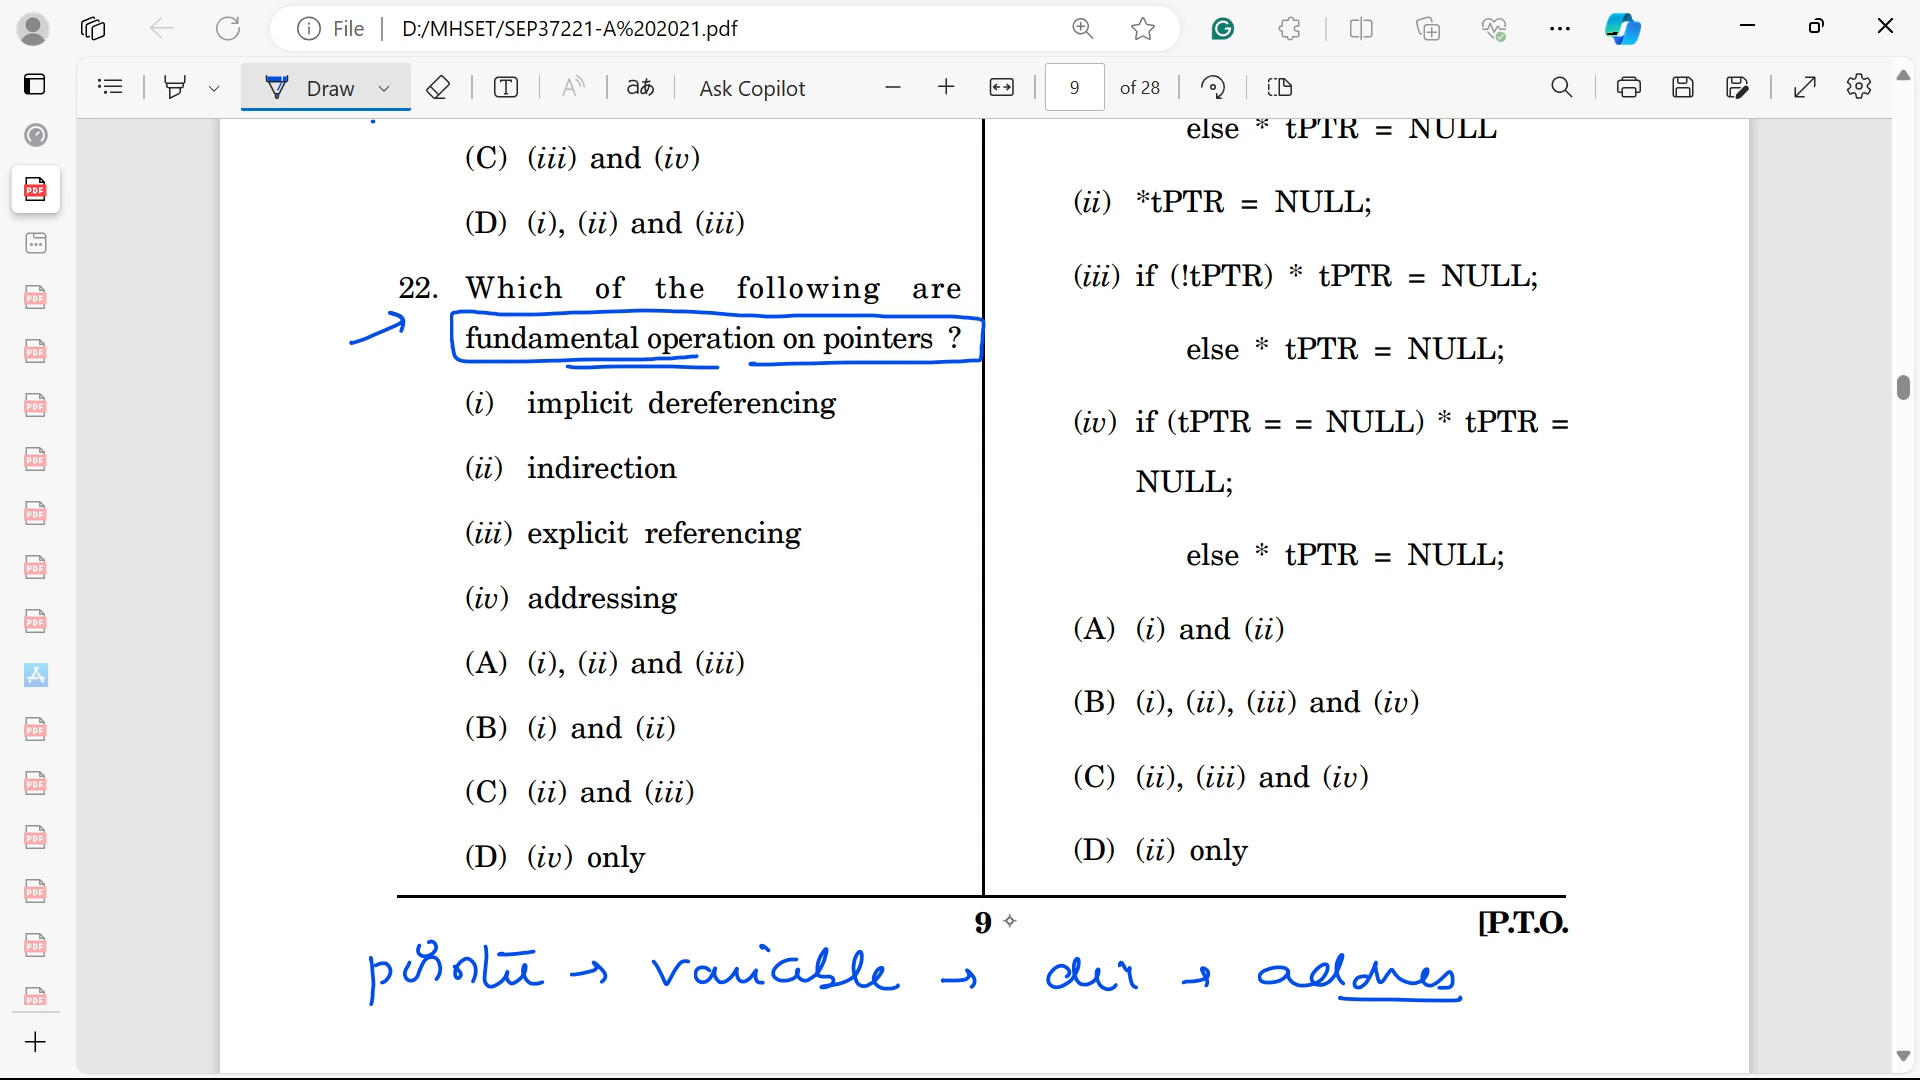 File D:/MHSET/SEP37221-A%202021.pdf
Draw aあ Ask Copilot 9 of 28
(C) (iii) and (iv)
(D) (i), (ii) and (iii)
22. Which of the following are
fundamental operation on pointers ?
(i) implicit dereferencing
(ii) indirection
(iii) explicit referencing
(iv) addressing
(A) (i), (ii) and (iii)
(B) (i) and (ii)
(C) (ii) and (iii)
(D) (iv) only
else * tPTR = NULL
(ii) *tPTR = NULL;
(iii) if (!tPTR) * tPTR = NULL;
else * tPTR = NULL;
(iv) if (tPTR = = NULL) * tPTR =
NULL;
else * tPTR = NULL;
(A) (i) and (ii)
(B) (i), (ii), (iii) and (iv)
(C) (ii), (iii) and (iv)
(D) (ii) only
9 [P.T.O.
→ variable → → addres